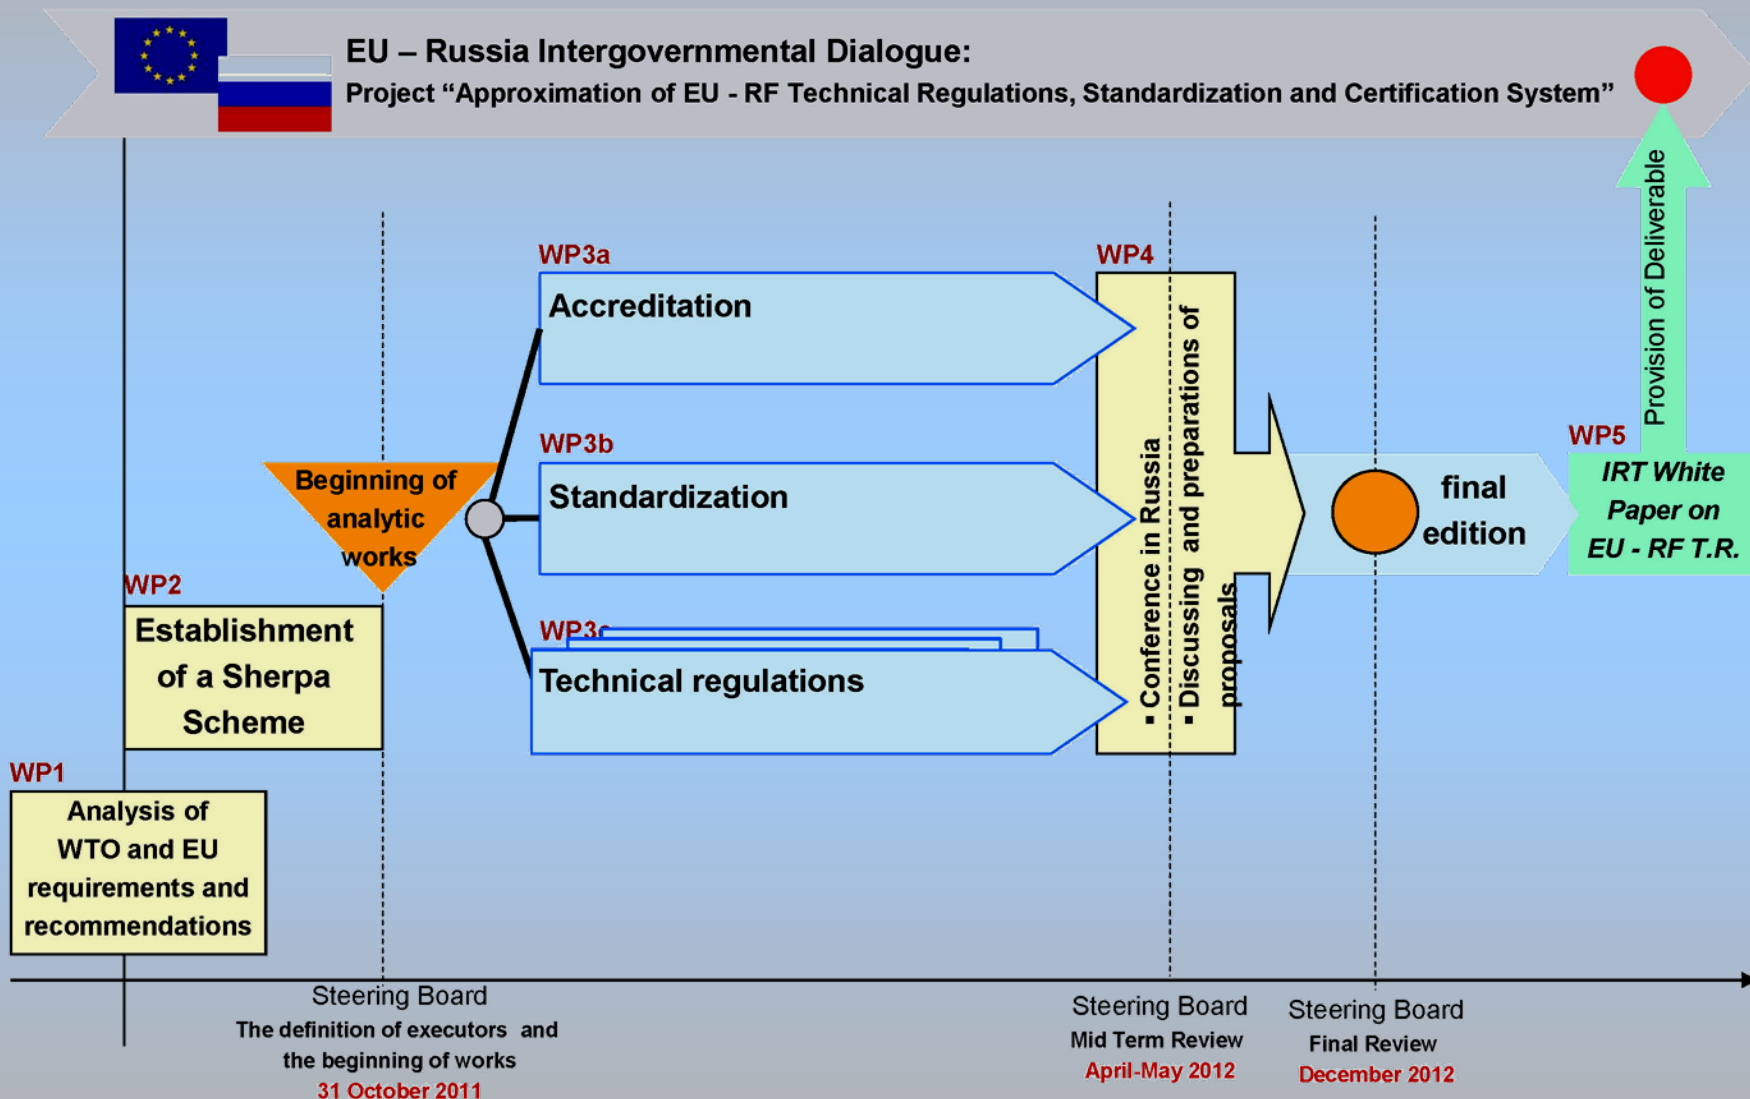 EU – Russia Intergovernmental Dialogue:
Project “Approximation of EU - RF Technical Regulations, Standardization and Certification System”
Provision of Deliverable
WP3a
Accreditation
WP4
▪ Conference in Russia
▪ Discussing and preparations of
proposals
WP3b
Standardization
Beginning of
analytic
works
final
edition
WP5
IRT White
Paper on
EU - RF T.R.
WP2
Establishment
of a Sherpa
Scheme
WP3c
Technical regulations
WP1
Analysis of
WTO and EU
requirements and
recommendations
Steering Board
The definition of executors and
the beginning of works
31 October 2011
Steering Board
Mid Term Review
April-May 2012
Steering Board
Final Review
December 2012